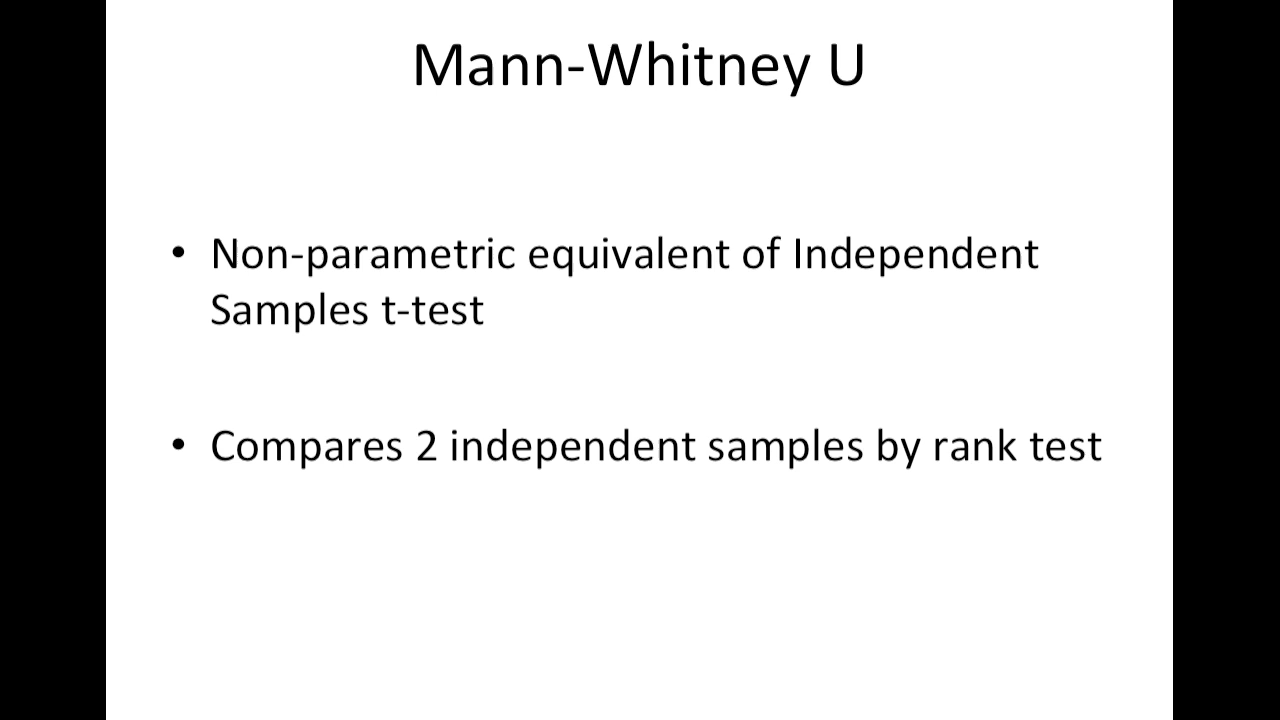 Mann-Whitney U
• Non-parametric equivalent of Independent
Samples t-test
• Compares 2 independent samples by rank test